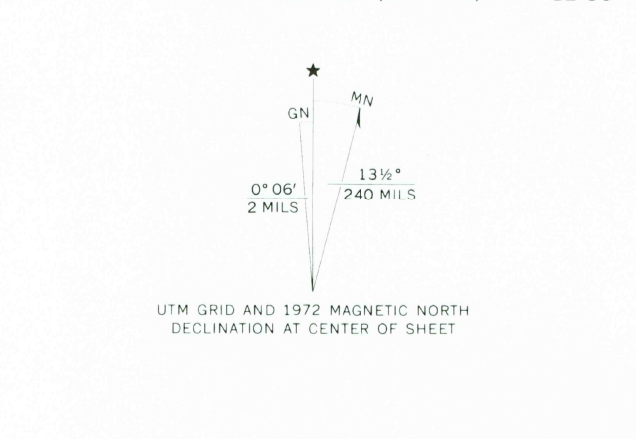 ★
MN
GN
13½°
240 MILS
0° 06′
2 MILS
UTM GRID AND 1972 MAGNETIC NORTH
DECLINATION AT CENTER OF SHEET